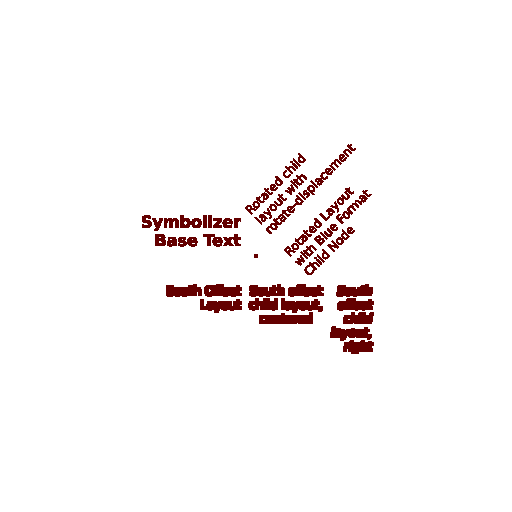 Rotated child
layout with
rotate-displacement
Rotated Layout
with Blue Format
Child Node
Symbolizer
Base Text
South Offset
Layout
South offset
child layout,
centered
South
offset
child
layout,
right